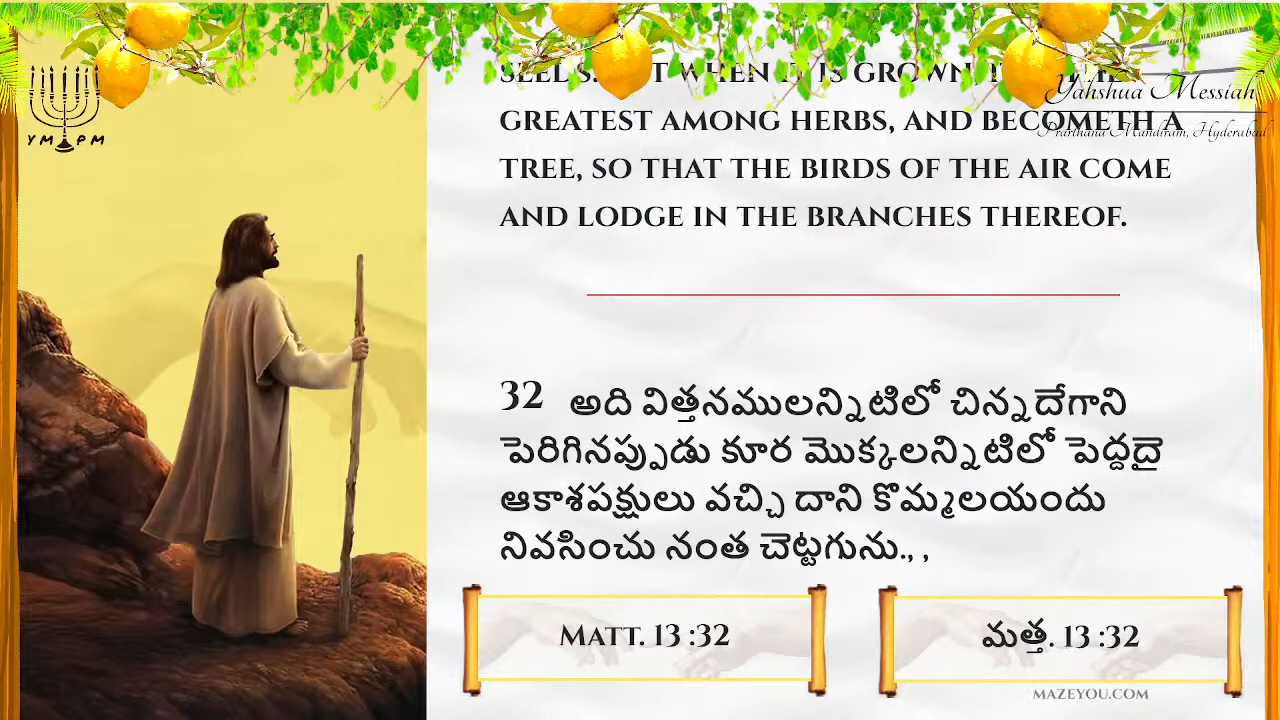 IS GROWN,
GREATEST AMONG HERBS, AND BECOMETH A
TREE, SO THAT THE BIRDS OF THE AIR COME
AND LODGE IN THE BRANCHES THEREOF.
Yahshua Messiah
Prarthana Mandiram, Hyderabad
Y M P M
32 అది విత్తనములన్నిటిలో చిన్నదేగాని
పెరిగినప్పుడు కూర మొక్కలన్నిటిలో పెద్దదై
ఆకాశపక్షులు వచ్చి దాని కొమ్మలయందు
నివసించు నంత చెట్టగును., ,
MATT. 13 :32
మత్త. 13 :32
MAZEYOU.COM